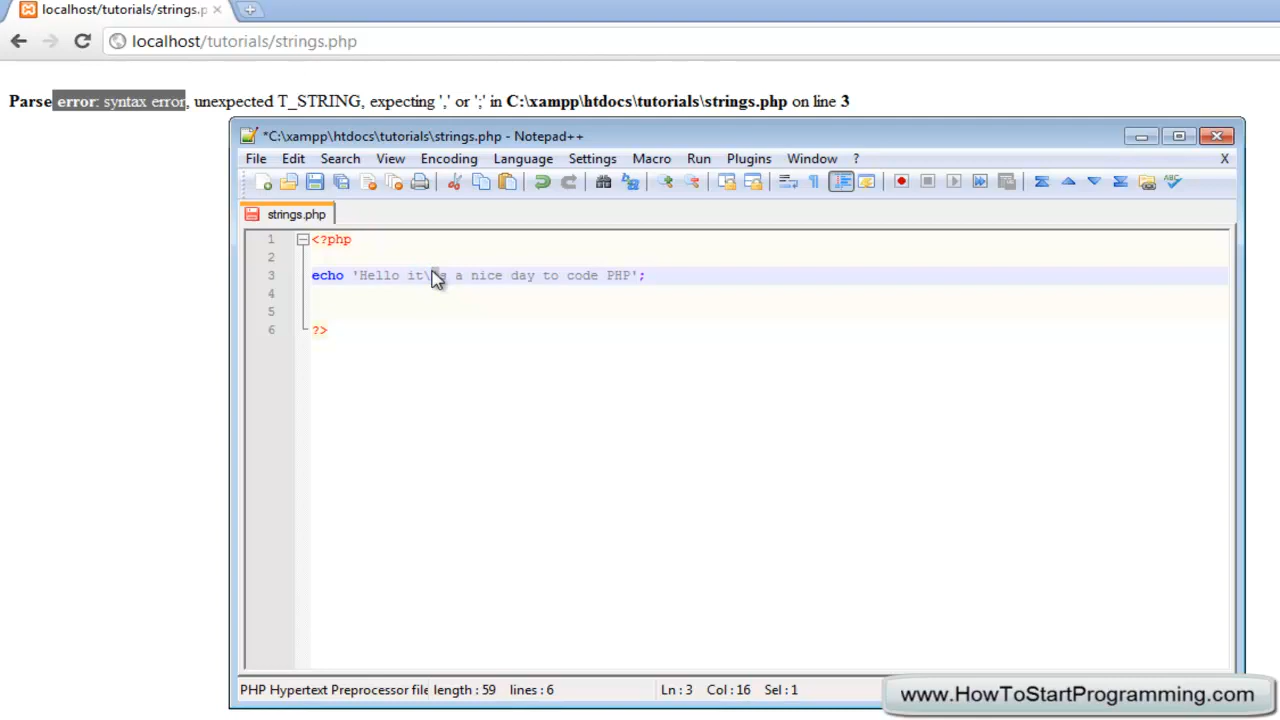 localhost/tutorials/strings.p
localhost/tutorials/strings.php
Parse error: syntax error, unexpected T_STRING, expecting ',' or ';' in C:\xampp\htdocs\tutorials\strings.php on line 3
*C:\xampp\htdocs\tutorials\strings.php - Notepad++
File Edit Search View Encoding Language Settings Macro Run Plugins Window ? X
strings.php
1 <?php
2
3 echo 'Hello it\'s a nice day to code PHP';
4
5
6 ?>
PHP Hypertext Preprocessor file length : 59 lines : 6 Ln : 3 Col : 16 Sel : 1
www.HowToStartProgramming.com